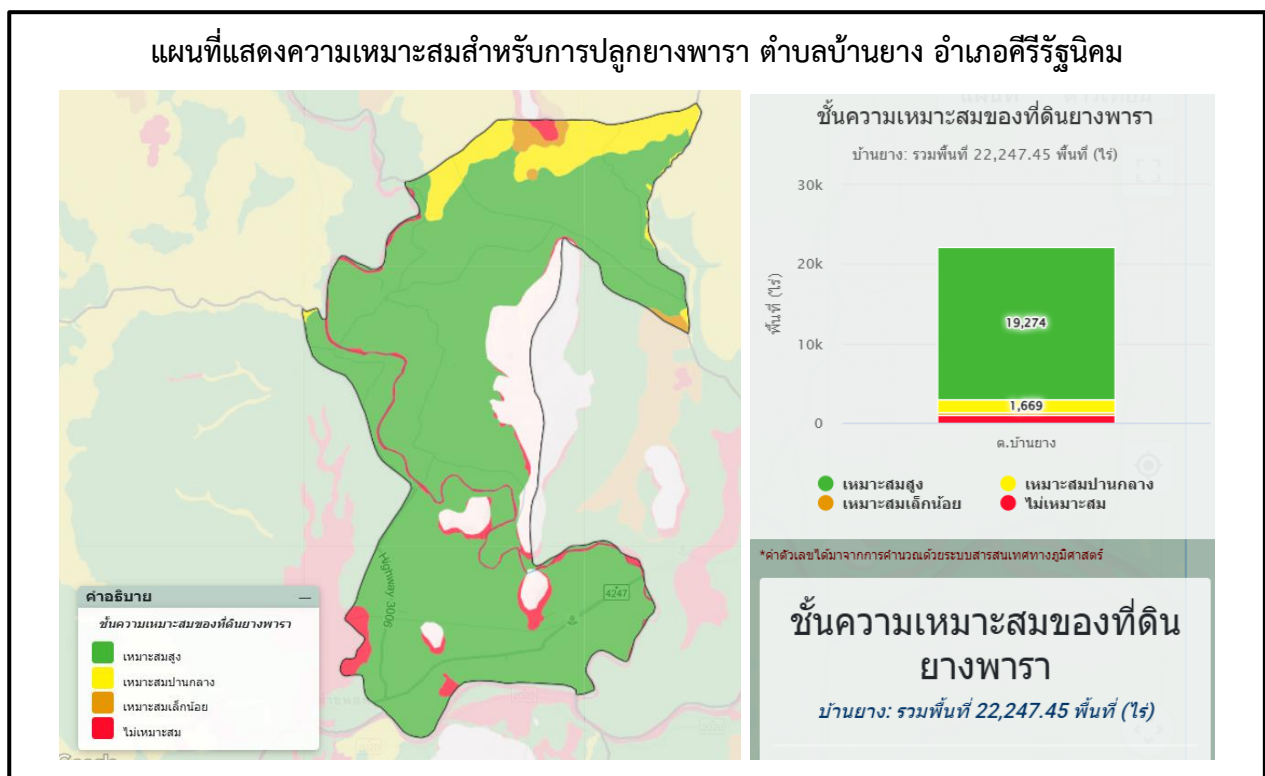 แผนที่แสดงความเหมาะสมสำหรับการปลูกยางพารา ตำบลบ้านยาง อำเภอคีรีรัฐนิคม
Highway 3006
4247
คำอธิบาย
ชั้นความเหมาะสมของที่ดินยางพารา
เหมาะสมสูง
เหมาะสมปานกลาง
เหมาะสมเล็กน้อย
ไม่เหมาะสม
ชั้นความเหมาะสมของที่ดินยางพารา
บ้านยาง: รวมพื้นที่ 22,247.45 พื้นที่ (ไร่)
30k
20k
10k
0
พื้นที่ (ไร่)
19,274
1,669
ต.บ้านยาง
เหมาะสมสูง
เหมาะสมปานกลาง
เหมาะสมเล็กน้อย
ไม่เหมาะสม
*ค่าตัวเลขได้มาจากการคำนวณด้วยระบบสารสนเทศทางภูมิศาสตร์
ชั้นความเหมาะสมของที่ดิน
ยางพารา
บ้านยาง: รวมพื้นที่ 22,247.45 พื้นที่ (ไร่)